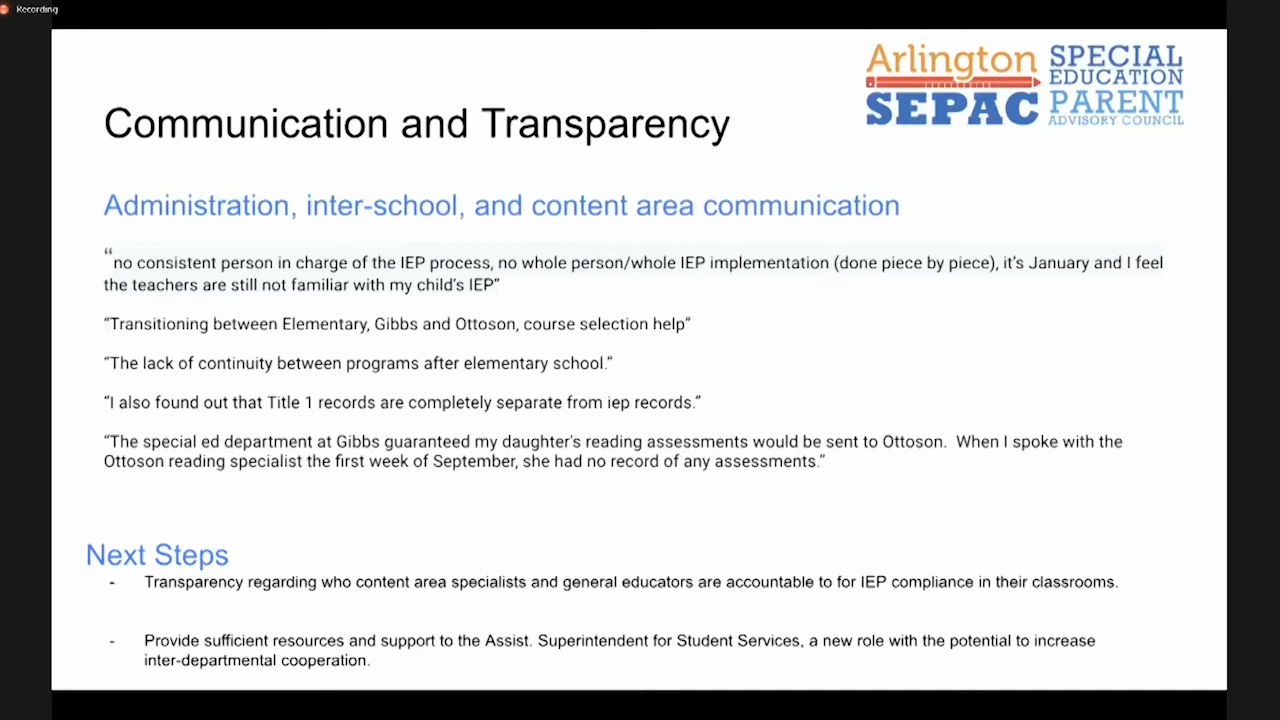 Recording
Arlington
SEPAC
SPECIAL
EDUCATION
PARENT
ADVISORY COUNCIL
Communication and Transparency
Administration, inter-school, and content area communication
“no consistent person in charge of the IEP process, no whole person/whole IEP implementation (done piece by piece), it’s January and I feel
the teachers are still not familiar with my child’s IEP”
“Transitioning between Elementary, Gibbs and Ottoson, course selection help”
“The lack of continuity between programs after elementary school.”
“I also found out that Title 1 records are completely separate from iep records.”
“The special ed department at Gibbs guaranteed my daughter's reading assessments would be sent to Ottoson.  When I spoke with the
Ottoson reading specialist the first week of September, she had no record of any assessments.”
Next Steps
- Transparency regarding who content area specialists and general educators are accountable to for IEP compliance in their classrooms.
- Provide sufficient resources and support to the Assist. Superintendent for Student Services, a new role with the potential to increase
inter-departmental cooperation.